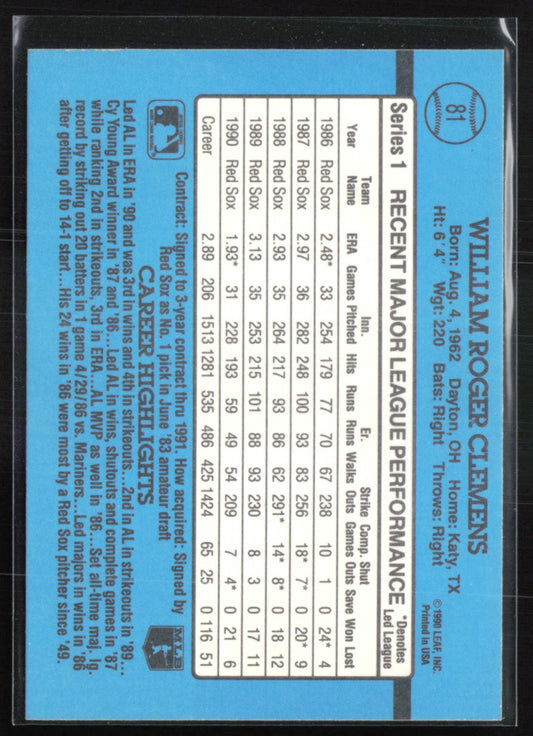 81
WILLIAM ROGER CLEMENS
Born: Aug. 4, 1962 Dayton, OH Home: Katy, TX
Ht: 6' 4" Wgt: 220 Bats: Right Throws: Right
©1990 LEAF, INC.
Printed in USA
Series 1 RECENT MAJOR LEAGUE PERFORMANCE *Denotes Led League
Team Inn. Er. Strike Comp. Shut
Year Name ERA Games Pitched Hits Runs Runs Walks Outs Games Outs Save Won Lost
1986 Red Sox 2.48* 33 254 179 77 70 67 238 10 1 0 24* 4
1987 Red Sox 2.97 36 282 248 100 93 83 256 18* 7* 0 20* 9
1988 Red Sox 2.93 35 264 217 93 86 62 291* 14* 8* 0 18 12
1989 Red Sox 3.13 35 253 215 101 88 93 230 8 3 0 17 11
1990 Red Sox 1.93* 31 228 193 59 49 54 209 7 4* 0 21 6
Career 2.89 206 1513 1281 535 486 425 1424 65 25 0 116 51
Contract: Signed to 3-year contract thru 1991. How acquired: Signed by
Red Sox as No. 1 pick in June '83 amateur draft
MLB
CAREER HIGHLIGHTS
Led AL in ERA in '90 and was 3rd in wins and 4th in strikeouts...2nd in AL in strikeouts in '89...
Cy Young Award winner in '87 and '86...Led AL in wins, shutouts and complete games in '87
while ranking 2nd in strikeouts, 3rd in ERA...AL MVP as well in '86...Set all-time maj. lg.
record by striking out 20 batters in 1 game 4/29/86 vs. Mariners...Led majors in wins in '86
after getting off to 14-1 start...His 24 wins in '86 were most by a Red Sox pitcher since '49.